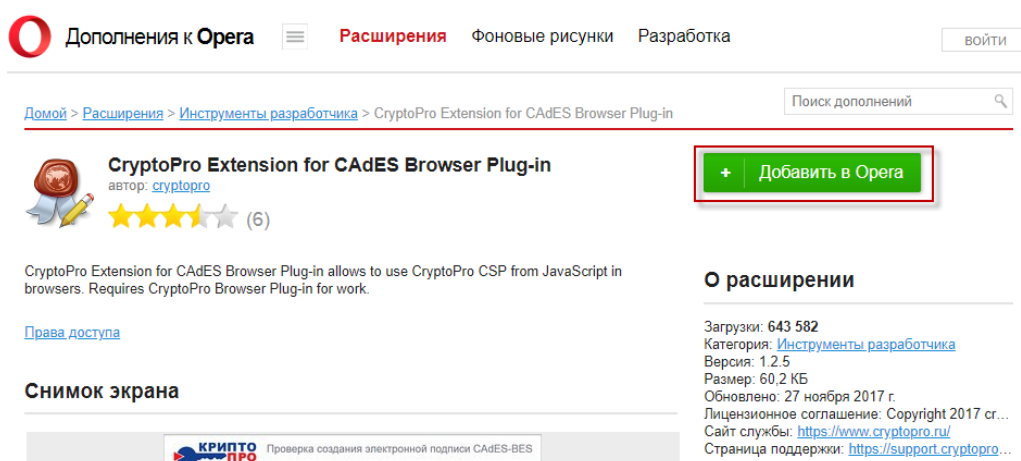 Дополнения к Opera
Расширения Фоновые рисунки Разработка
ВОЙТИ
Домой > Расширения > Инструменты разработчика > CryptoPro Extension for CAdES Browser Plug-in
Поиск дополнений
CryptoPro Extension for CAdES Browser Plug-in
автор: cryptopro
(6)
+ Добавить в Opera
CryptoPro Extension for CAdES Browser Plug-in allows to use CryptoPro CSP from JavaScript in
browsers. Requires CryptoPro Browser Plug-in for work.
Права доступа
Снимок экрана
КРИПТО
ПРО
Проверка создания электронной подписи CAdES-BES
О расширении
Загрузки: 643 582
Категория: Инструменты разработчика
Версия: 1.2.5
Размер: 60,2 КБ
Обновлено: 27 ноября 2017 г.
Лицензионное соглашение: Copyright 2017 cr...
Сайт службы: https://www.cryptopro.ru/
Страница поддержки: https://support.cryptopro...